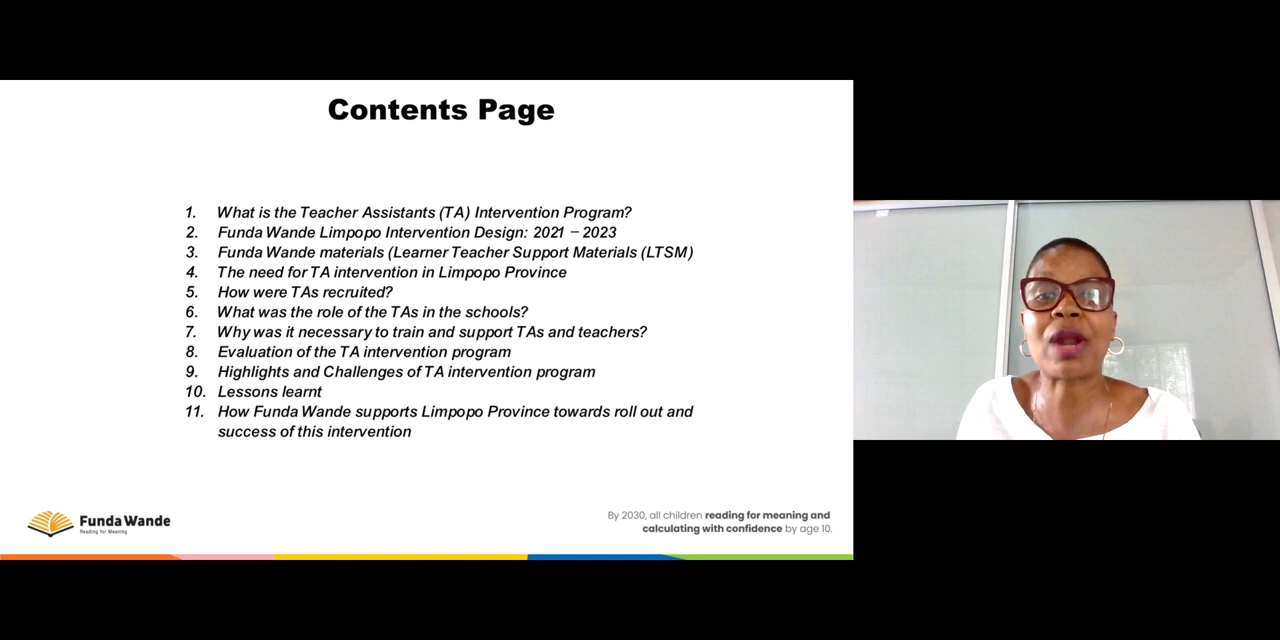 Contents Page
1. What is the Teacher Assistants (TA) Intervention Program?
2. Funda Wande Limpopo Intervention Design: 2021 – 2023
3. Funda Wande materials (Learner Teacher Support Materials (LTSM)
4. The need for TA intervention in Limpopo Province
5. How were TAs recruited?
6. What was the role of the TAs in the schools?
7. Why was it necessary to train and support TAs and teachers?
8. Evaluation of the TA intervention program
9. Highlights and Challenges of TA intervention program
10. Lessons learnt
11. How Funda Wande supports Limpopo Province towards roll out and
success of this intervention
Funda Wande
Reading for Meaning
By 2030, all children reading for meaning and
calculating with confidence by age 10.